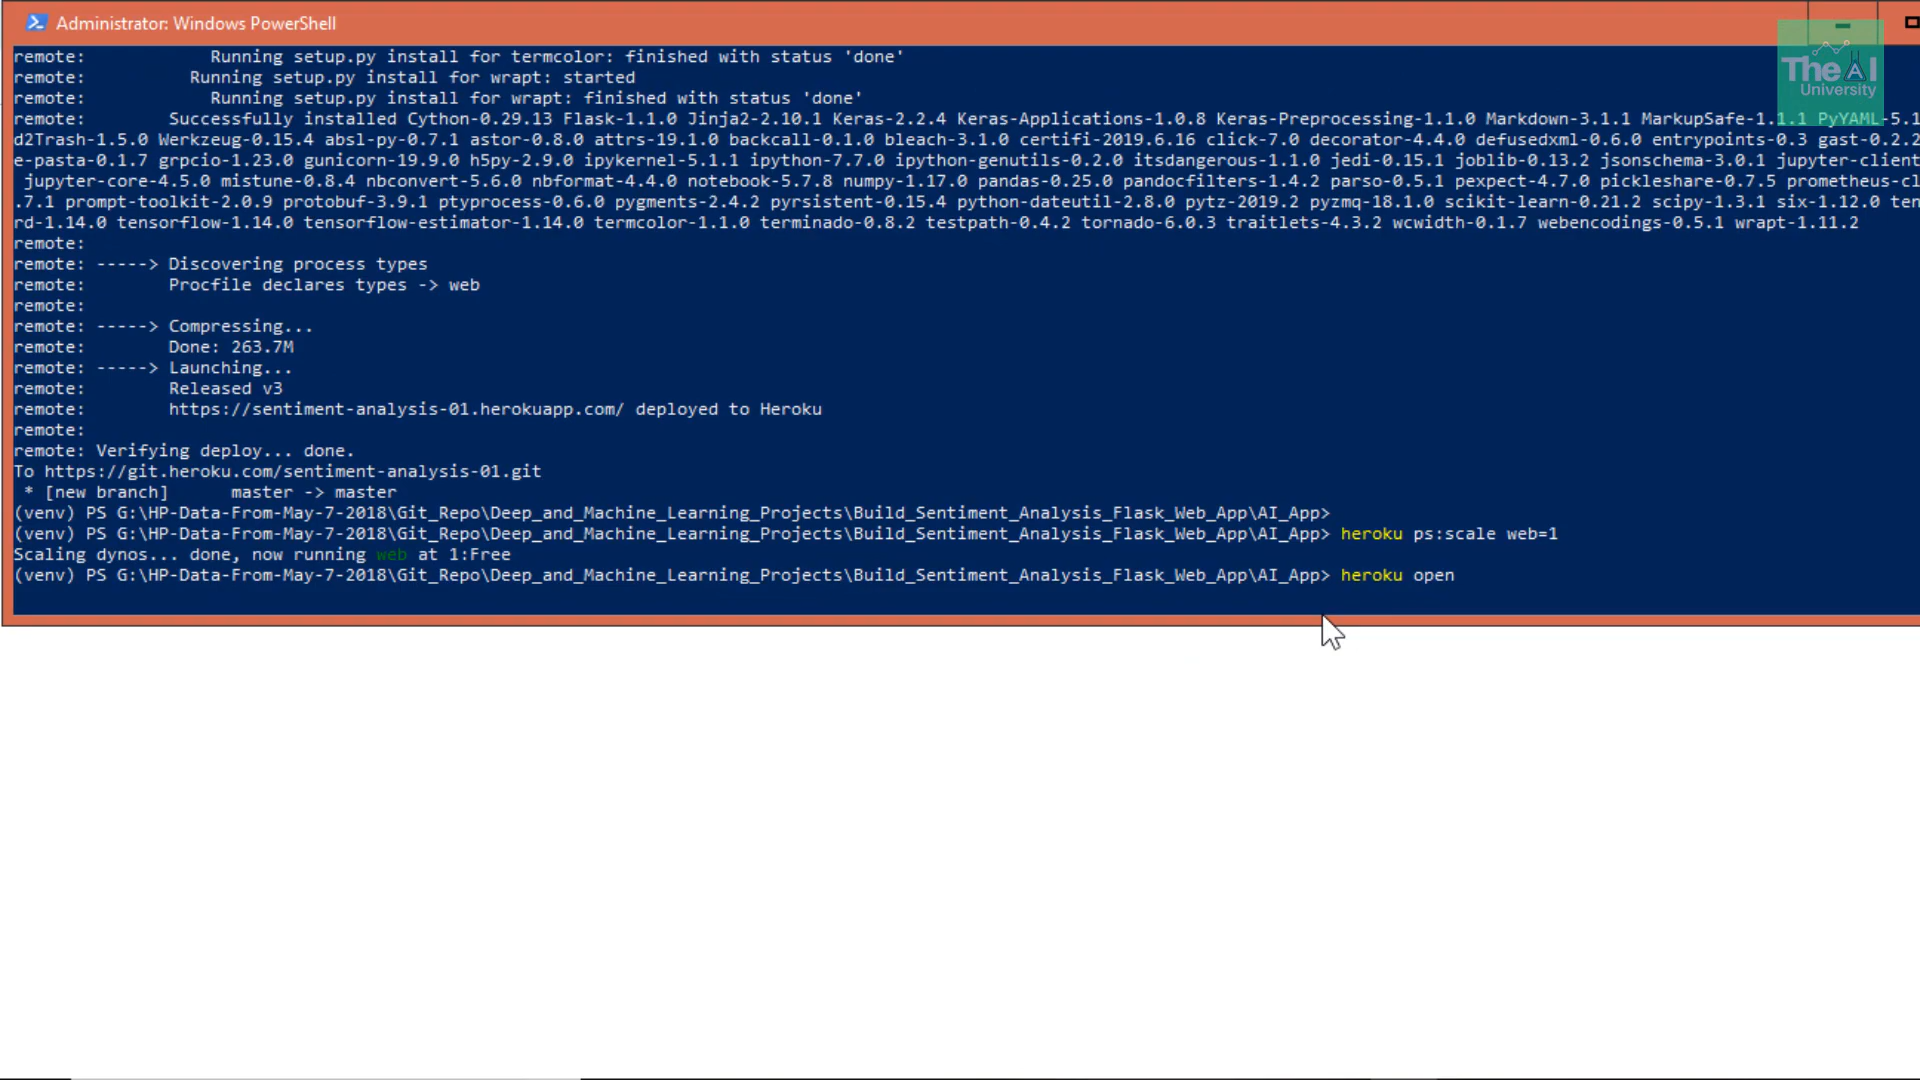 Administrator: Windows PowerShell
The AI
University
remote:            Running setup.py install for termcolor: finished with status 'done'
remote:          Running setup.py install for wrapt: started
remote:            Running setup.py install for wrapt: finished with status 'done'
remote:        Successfully installed Cython-0.29.13 Flask-1.1.0 Jinja2-2.10.1 Keras-2.2.4 Keras-Applications-1.0.8 Keras-Preprocessing-1.1.0 Markdown-3.1.1 MarkupSafe-1.1.1 PyYAML-5.1
d2Trash-1.5.0 Werkzeug-0.15.4 absl-py-0.7.1 astor-0.8.0 attrs-19.1.0 backcall-0.1.0 bleach-3.1.0 certifi-2019.6.16 click-7.0 decorator-4.4.0 defusedxml-0.6.0 entrypoints-0.3 gast-0.2.2
e-pasta-0.1.7 grpcio-1.23.0 gunicorn-19.9.0 h5py-2.9.0 ipykernel-5.1.1 ipython-7.7.0 ipython-genutils-0.2.0 itsdangerous-1.1.0 jedi-0.15.1 joblib-0.13.2 jsonschema-3.0.1 jupyter-client
jupyter-core-4.5.0 mistune-0.8.4 nbconvert-5.6.0 nbformat-4.4.0 notebook-5.7.8 numpy-1.17.0 pandas-0.25.0 pandocfilters-1.4.2 parso-0.5.1 pexpect-4.7.0 pickleshare-0.7.5 prometheus-cl
.7.1 prompt-toolkit-2.0.9 protobuf-3.9.1 ptyprocess-0.6.0 pygments-2.4.2 pyrsistent-0.15.4 python-dateutil-2.8.0 pytz-2019.2 pyzmq-18.1.0 scikit-learn-0.21.2 scipy-1.3.1 six-1.12.0 ten
rd-1.14.0 tensorflow-1.14.0 tensorflow-estimator-1.14.0 termcolor-1.1.0 terminado-0.8.2 testpath-0.4.2 tornado-6.0.3 traitlets-4.3.2 wcwidth-0.1.7 webencodings-0.5.1 wrapt-1.11.2
remote:
remote: -----> Discovering process types
remote:        Procfile declares types -> web
remote:
remote: -----> Compressing...
remote:        Done: 263.7M
remote: -----> Launching...
remote:        Released v3
remote:        https://sentiment-analysis-01.herokuapp.com/ deployed to Heroku
remote:
remote: Verifying deploy... done.
To https://git.heroku.com/sentiment-analysis-01.git
 * [new branch]      master -> master
(venv) PS G:\HP-Data-From-May-7-2018\Git_Repo\Deep_and_Machine_Learning_Projects\Build_Sentiment_Analysis_Flask_Web_App\AI_App>
(venv) PS G:\HP-Data-From-May-7-2018\Git_Repo\Deep_and_Machine_Learning_Projects\Build_Sentiment_Analysis_Flask_Web_App\AI_App> heroku ps:scale web=1
Scaling dynos... done, now running web at 1:Free
(venv) PS G:\HP-Data-From-May-7-2018\Git_Repo\Deep_and_Machine_Learning_Projects\Build_Sentiment_Analysis_Flask_Web_App\AI_App> heroku open